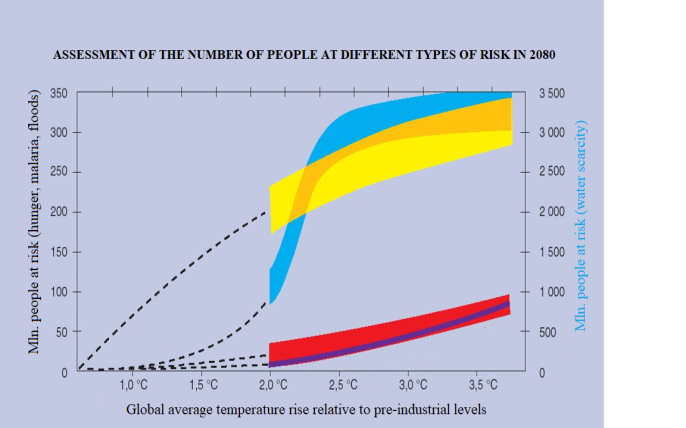 ASSESSMENT OF THE NUMBER OF PEOPLE AT DIFFERENT TYPES OF RISK IN 2080
Mln. people at risk (hunger, malaria, floods)
350
300
250
200
150
100
50
0
3 500
3 000
2 500
2 000
1 500
1 000
500
0
Mln. people at risk (water scarcity)
1,0 °C
1,5 °C
2,0 °C
2,5 °C
3,0 °C
3,5 °C
Global average temperature rise relative to pre-industrial levels